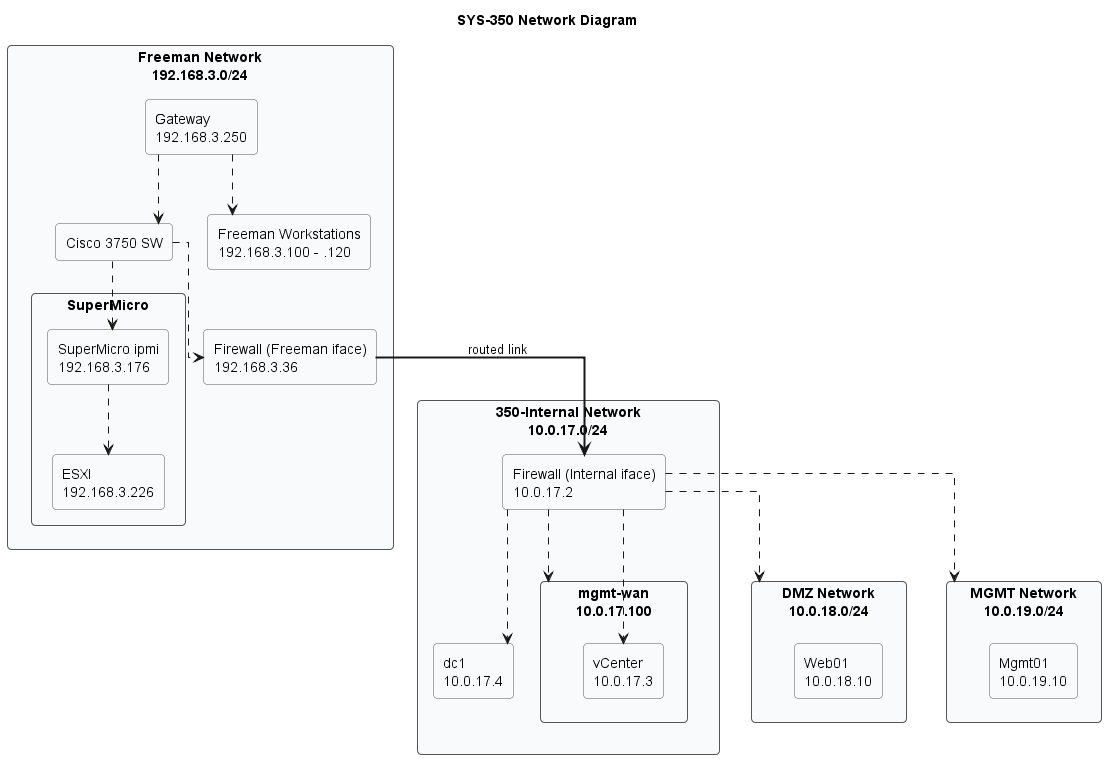 SYS-350 Network Diagram
Freeman Network
192.168.3.0/24
Gateway
192.168.3.250
Cisco 3750 SW
Freeman Workstations
192.168.3.100 - .120
SuperMicro
SuperMicro ipmi
192.168.3.176
Firewall (Freeman iface)
192.168.3.36
routed link
ESXI
192.168.3.226
350-Internal Network
10.0.17.0/24
Firewall (Internal iface)
10.0.17.2
mgmt-wan
10.0.17.100
dc1
10.0.17.4
vCenter
10.0.17.3
DMZ Network
10.0.18.0/24
Web01
10.0.18.10
MGMT Network
10.0.19.0/24
Mgmt01
10.0.19.10